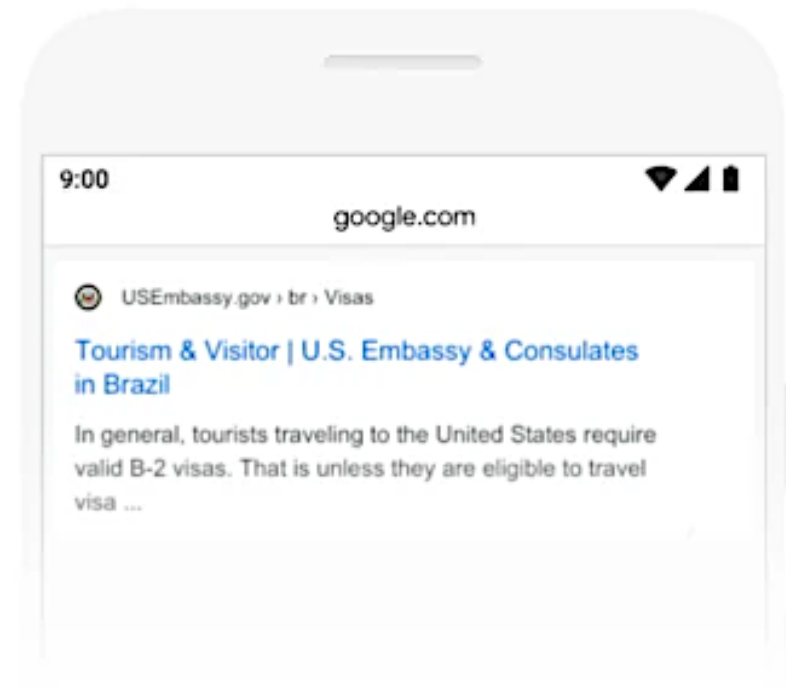 9:00
google.com
USEmbassy.gov › br › Visas
Tourism & Visitor | U.S. Embassy & Consulates
in Brazil
In general, tourists traveling to the United States require
valid B-2 visas. That is unless they are eligible to travel
visa ...